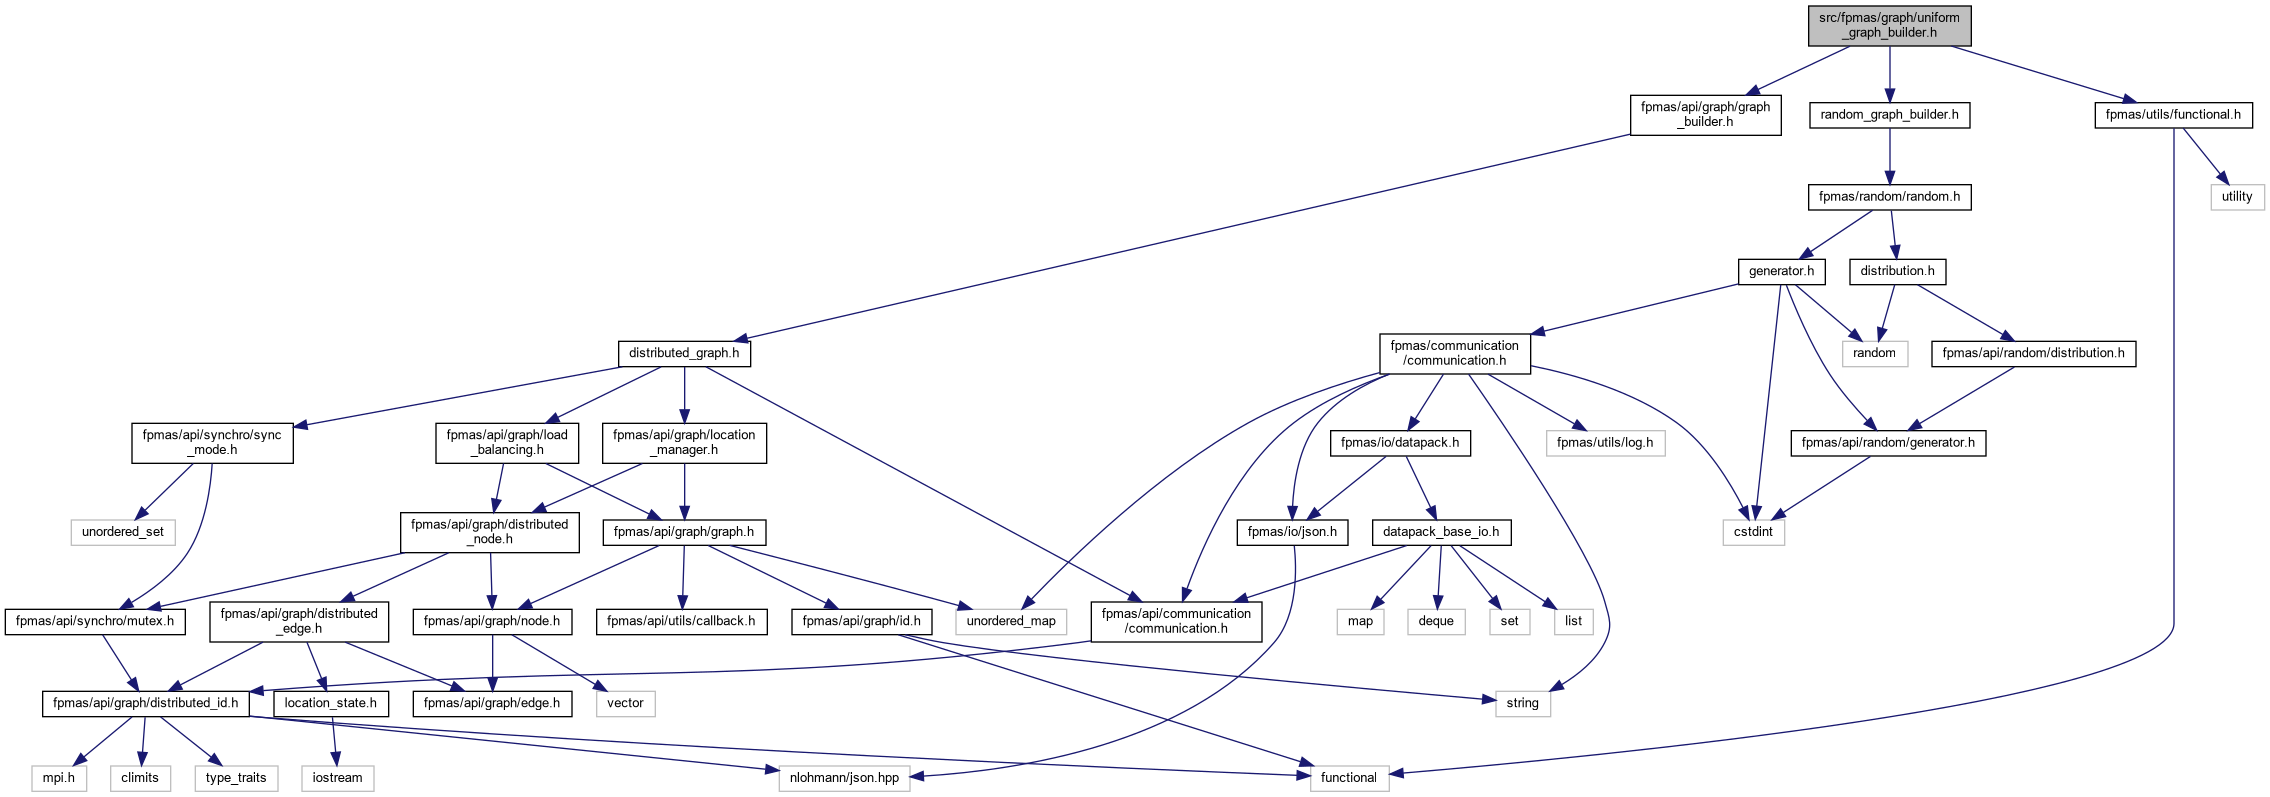 src/fpmas/graph/uniform
_graph_builder.h
fpmas/api/graph/graph
_builder.h
random_graph_builder.h
fpmas/utils/functional.h
fpmas/random/random.h
utility
generator.h
distribution.h
distributed_graph.h
fpmas/communication
/communication.h
random
fpmas/api/random/distribution.h
fpmas/api/synchro/sync
_mode.h
fpmas/api/graph/load
_balancing.h
fpmas/api/graph/location
_manager.h
fpmas/io/datapack.h
fpmas/utils/log.h
fpmas/api/random/generator.h
unordered_set
fpmas/api/graph/distributed
_node.h
fpmas/api/graph/graph.h
fpmas/io/json.h
datapack_base_io.h
cstdint
fpmas/api/synchro/mutex.h
fpmas/api/graph/distributed
_edge.h
fpmas/api/graph/node.h
fpmas/api/utils/callback.h
fpmas/api/graph/id.h
unordered_map
fpmas/api/communication
/communication.h
map
deque
set
list
fpmas/api/graph/distributed_id.h
location_state.h
fpmas/api/graph/edge.h
vector
string
mpi.h
climits
type_traits
iostream
nlohmann/json.hpp
functional